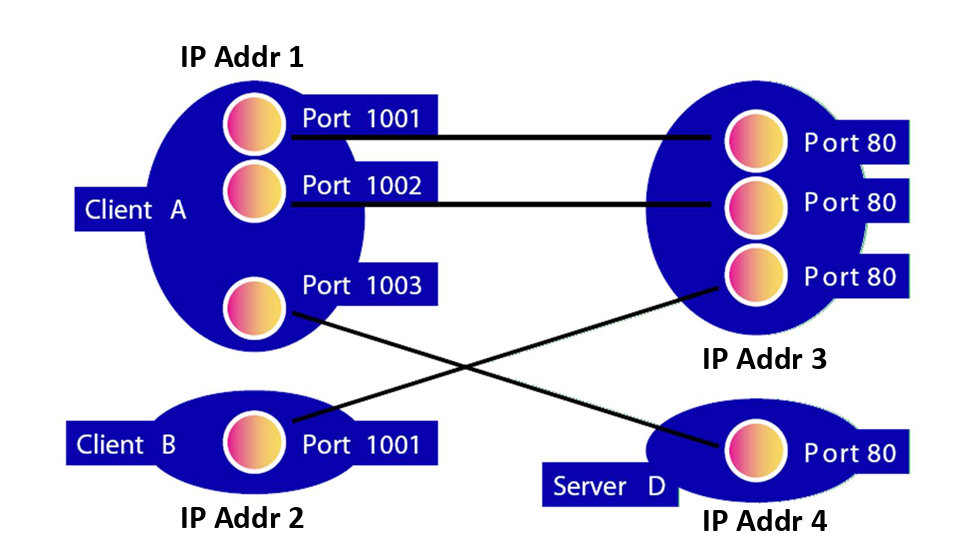 IP Addr 1
Port 1001
Port 80
Port 1002
Port 80
Client A
Port 1003
Port 80
IP Addr 3
Client B
Port 1001
Port 80
Server D
IP Addr 2
IP Addr 4